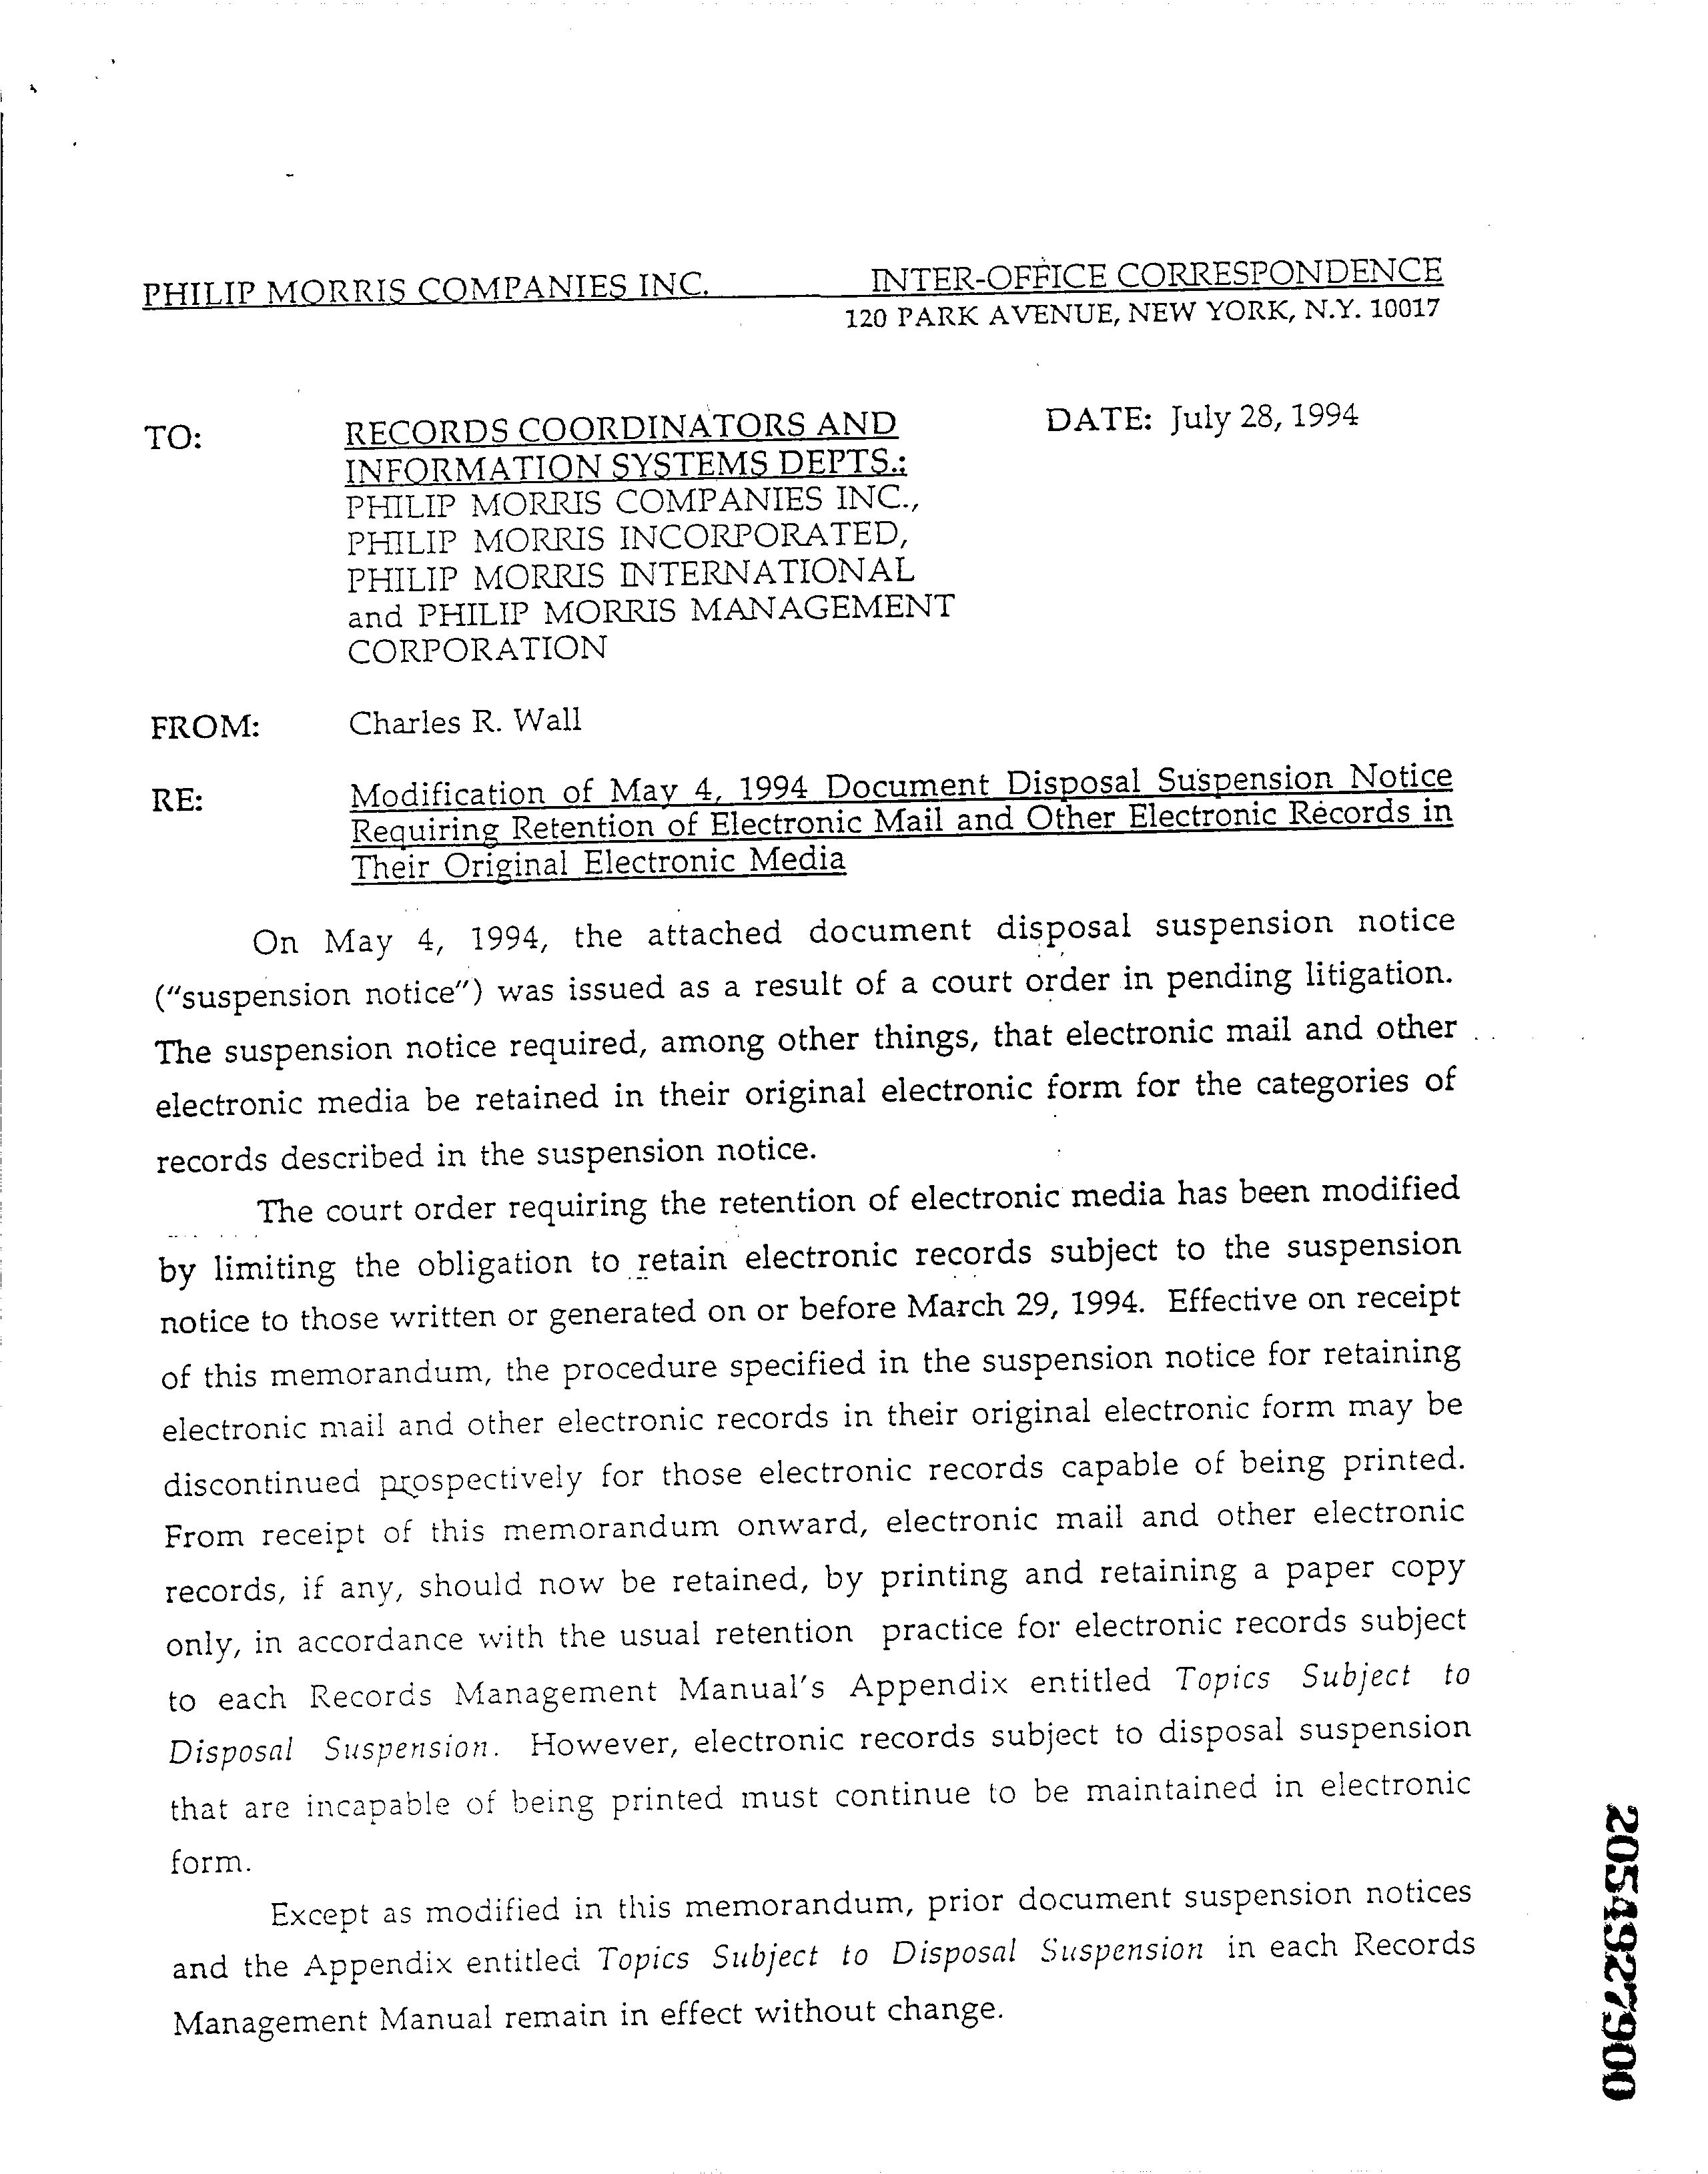 PHILIP MORRIS COMPANIES INC. INTER-OFFICE CORRESPONDENCE
120 PARK AVENUE, NEW YORK, N.Y. 10017
TO: RECORDS COORDINATORS AND DATE: July 28, 1994
INFORMATION SYSTEMS DEPTS.:
PHILIP MORRIS COMPANIES INC.,
PHILIP MORRIS INCORPORATED,
PHILIP MORRIS INTERNATIONAL
and PHILIP MORRIS MANAGEMENT
CORPORATION
FROM: Charles R. Wall
RE: Modification of May 4, 1994 Document Disposal Suspension Notice
Requiring Retention of Electronic Mail and Other Electronic Records in
Their Original Electronic Media
On May 4, 1994, the attached document disposal suspension notice
("suspension notice") was issued as a result of a court order in pending litigation.
The suspension notice required, among other things, that electronic mail and other
electronic media be retained in their original electronic form for the categories of
records described in the suspension notice.
The court order requiring the retention of electronic media has been modified
by limiting the obligation to retain electronic records subject to the suspension
notice to those written or generated on or before March 29, 1994. Effective on receipt
of this memorandum, the procedure specified in the suspension notice for retaining
electronic mail and other electronic records in their original electronic form may be
discontinued prospectively for those electronic records capable of being printed.
From receipt of this memorandum onward, electronic mail and other electronic
records, if any, should now be retained, by printing and retaining a paper copy
only, in accordance with the usual retention practice for electronic records subject
to each Records Management Manual's Appendix entitled Topics Subject to
Disposal Suspension. However, electronic records subject to disposal suspension
that are incapable of being printed must continue to be maintained in electronic
form.
Except as modified in this memorandum, prior document suspension notices
and the Appendix entitled Topics Subject to Disposal Suspension in each Records
Management Manual remain in effect without change.
2054927900